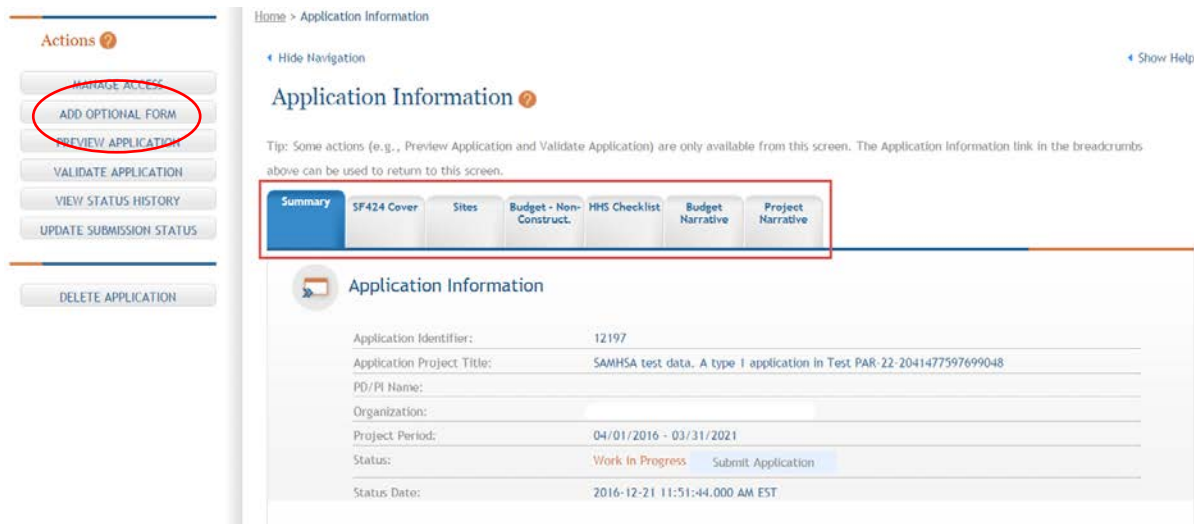 Home > Application Information
Actions ?
◂ Hide Navigation
◂ Show Help
MANAGE ACCESS
ADD OPTIONAL FORM
PREVIEW APPLICATION
VALIDATE APPLICATION
VIEW STATUS HISTORY
UPDATE SUBMISSION STATUS
DELETE APPLICATION
Application Information ?
Tip: Some actions (e.g., Preview Application and Validate Application) are only available from this screen. The Application Information link in the breadcrumbs
above can be used to return to this screen.
Summary
SF424 Cover
Sites
Budget - Non-
Construct.
HHS Checklist
Budget
Narrative
Project
Narrative
Application Information
Application Identifier: 12197
Application Project Title: SAMHSA test data. A type 1 application in Test PAR-22-2041477597699048
PD/PI Name:
Organization:
Project Period: 04/01/2016 - 03/31/2021
Status: Work in Progress Submit Application
Status Date: 2016-12-21 11:51:44.000 AM EST